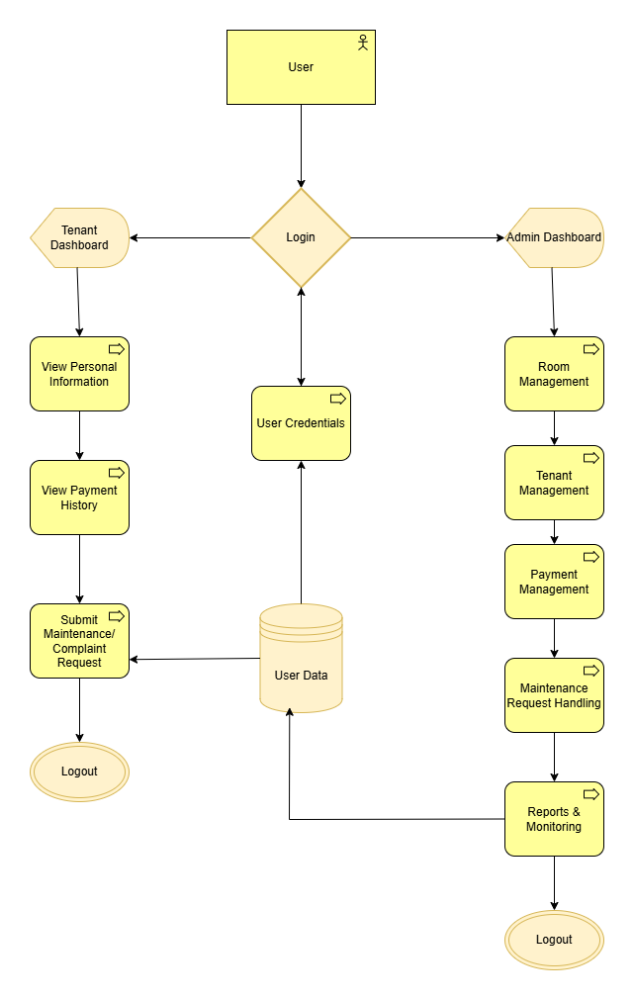 User
Login
Tenant
Dashboard
Admin Dashboard
View Personal
Information
User Credentials
Room
Management
View Payment
History
Tenant
Management
Payment
Management
Submit
Maintenance/
Complaint
Request
User Data
Maintenance
Request Handling
Logout
Reports &
Monitoring
Logout